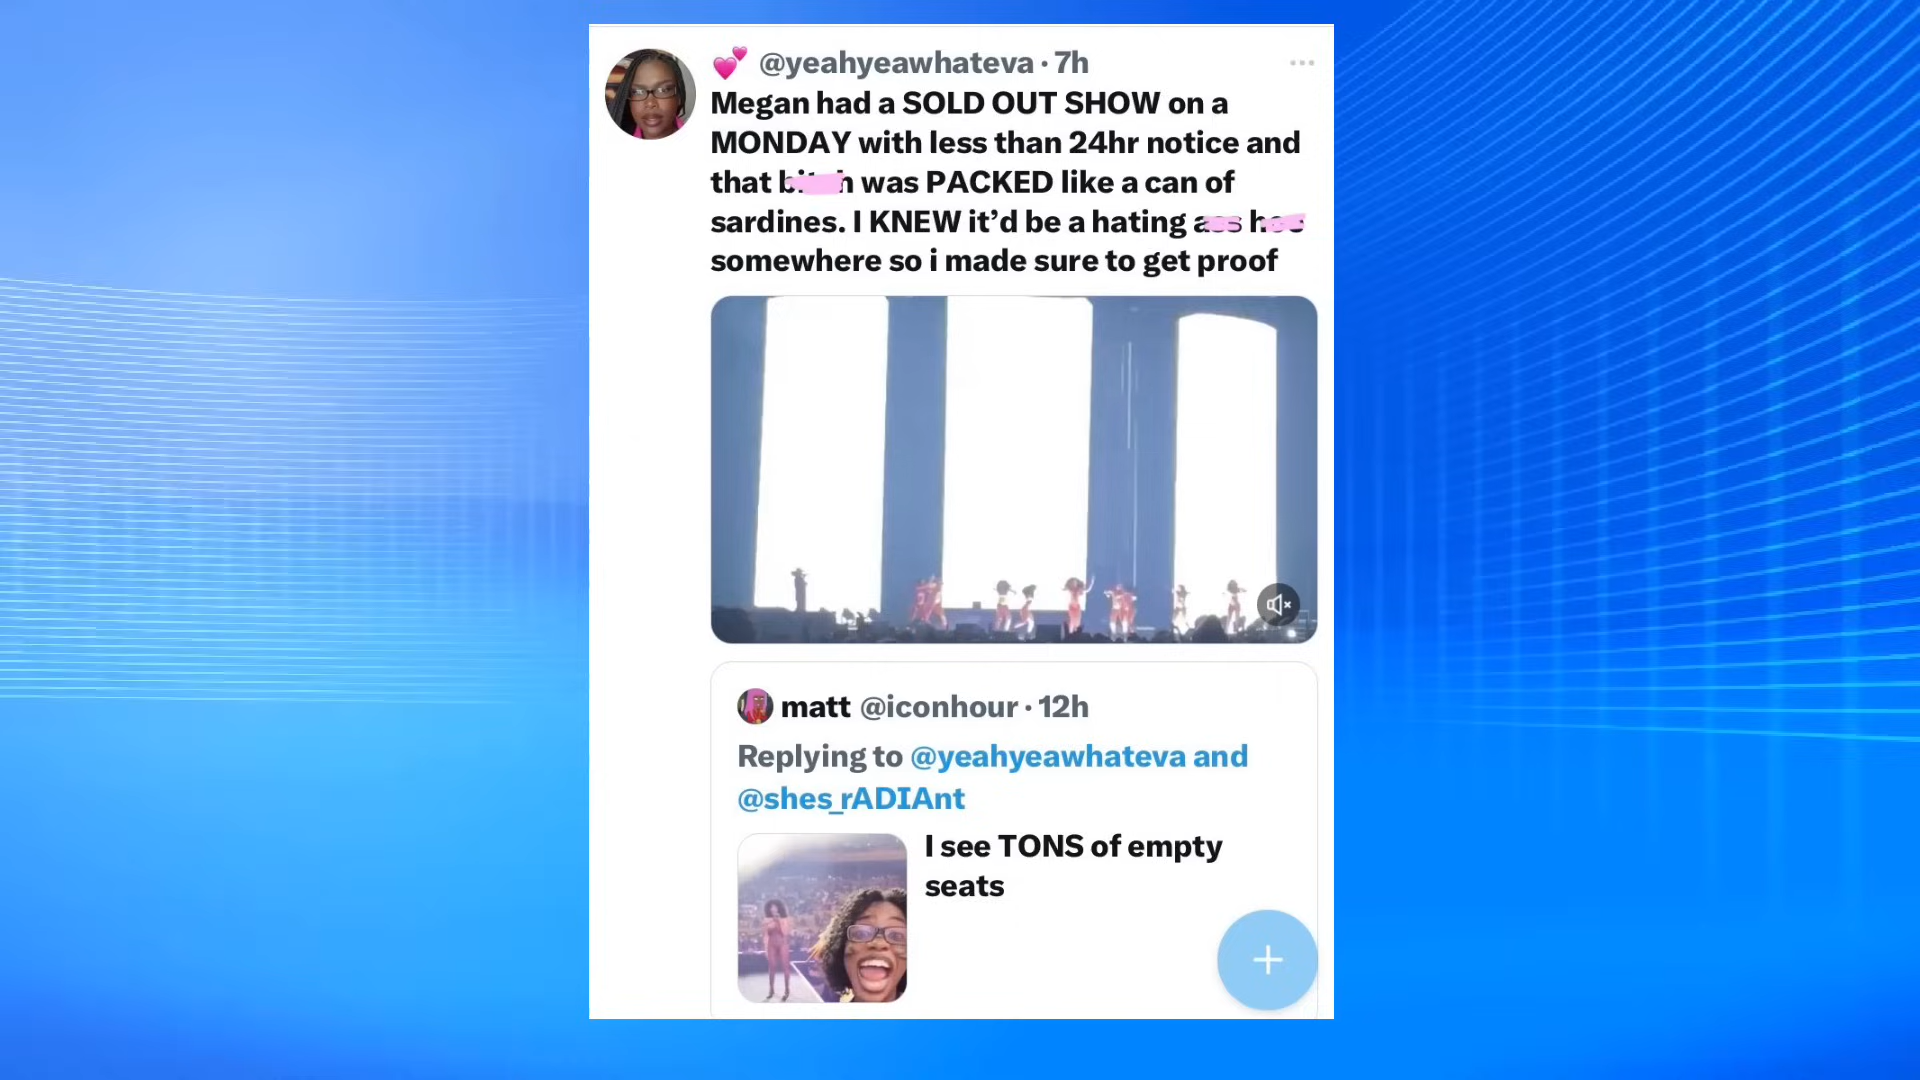 @yeahyeawhateva · 7h
Megan had a SOLD OUT SHOW on a
MONDAY with less than 24hr notice and
that was PACKED like a can of
sardines. I KNEW it’d be a hating
somewhere so i made sure to get proof
matt @iconhour · 12h
Replying to @yeahyeawhateva and
@shes_rADIAnt
I see TONS of empty
seats